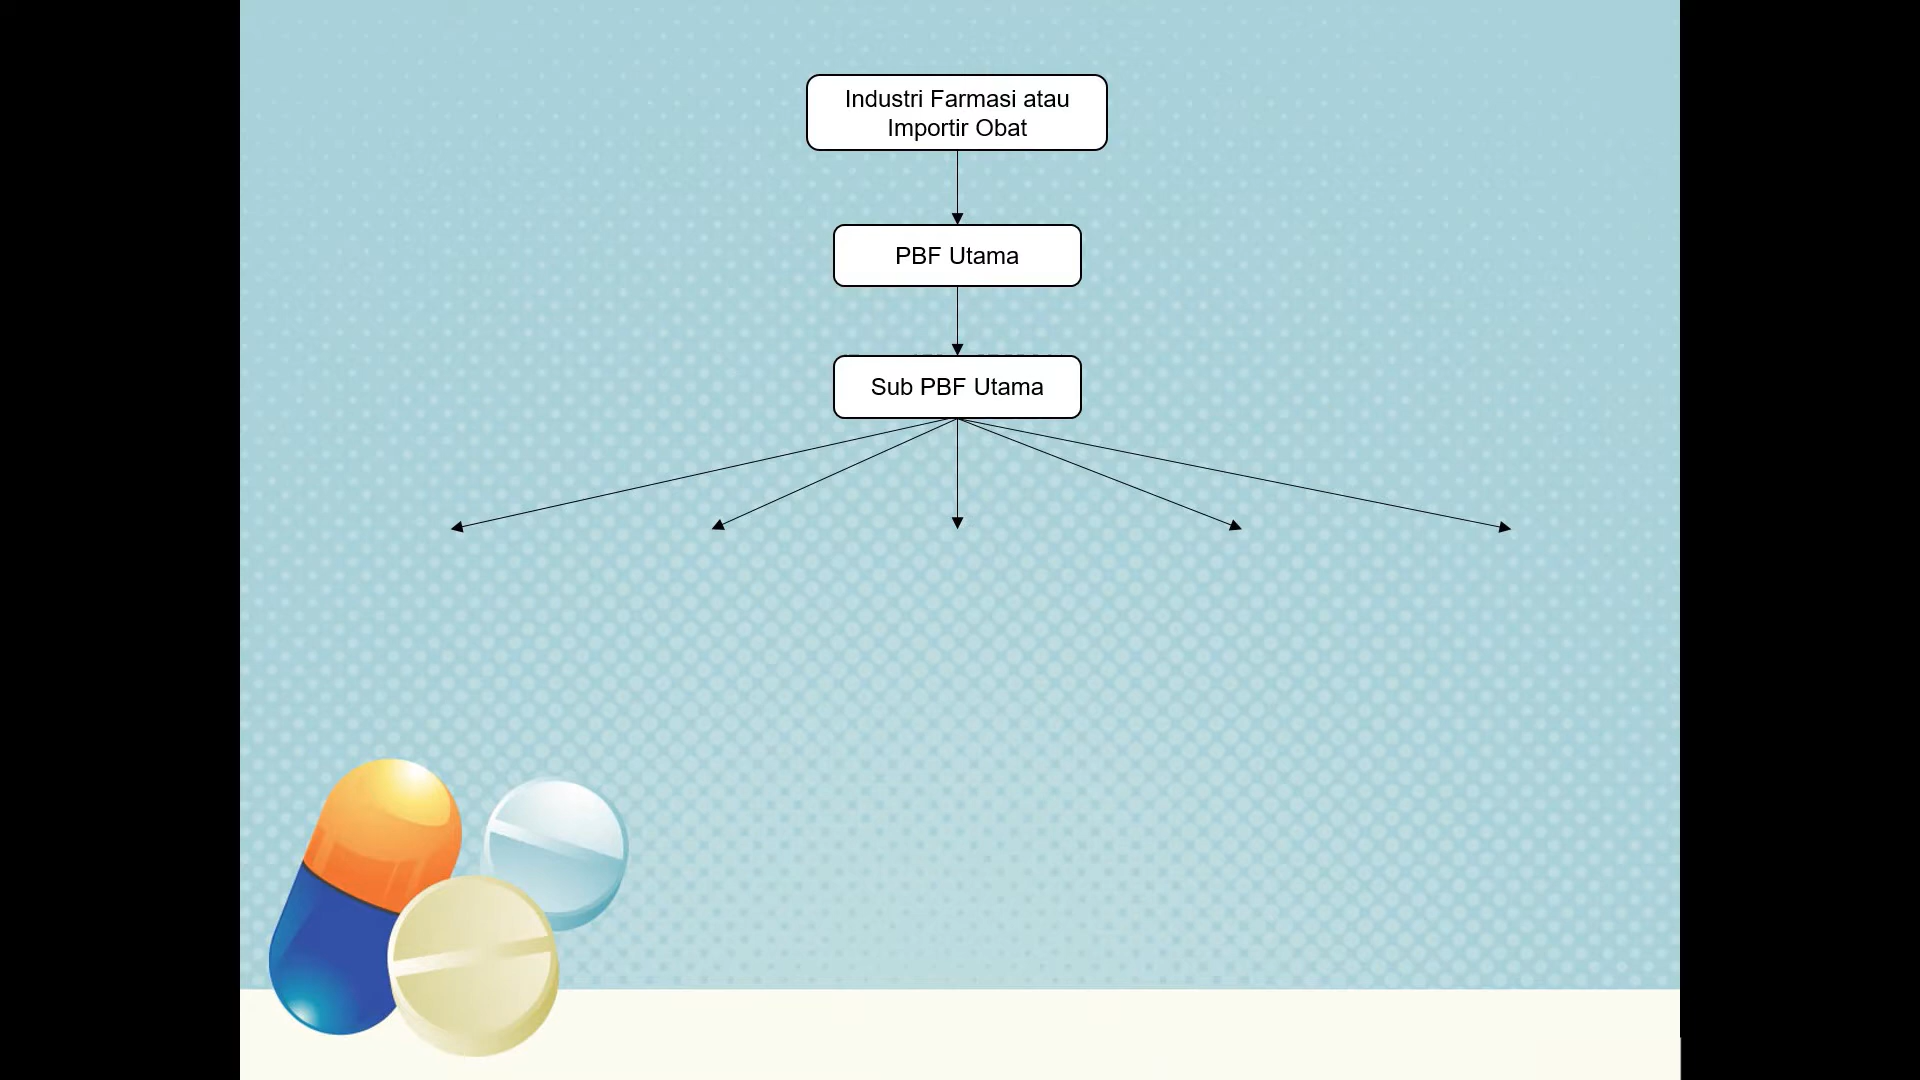 Industri Farmasi atau
Importir Obat
PBF Utama
Sub PBF Utama